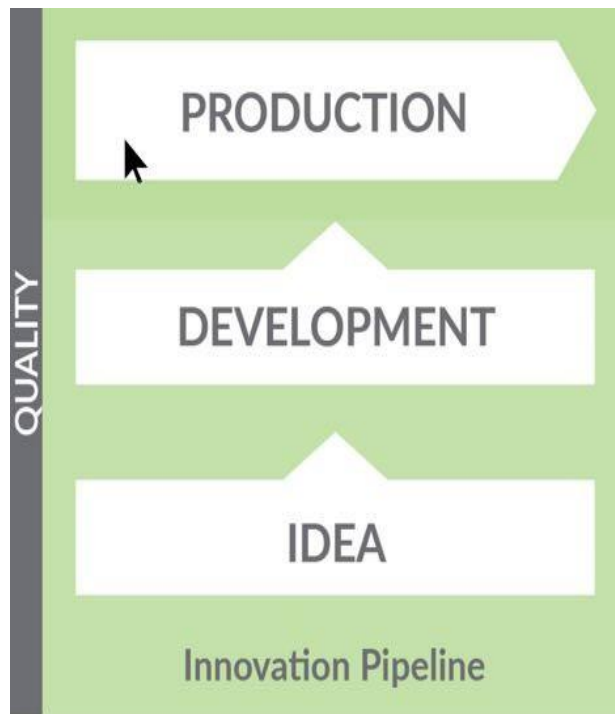 PRODUCTION
QUALITY
DEVELOPMENT
IDEA
Innovation Pipeline